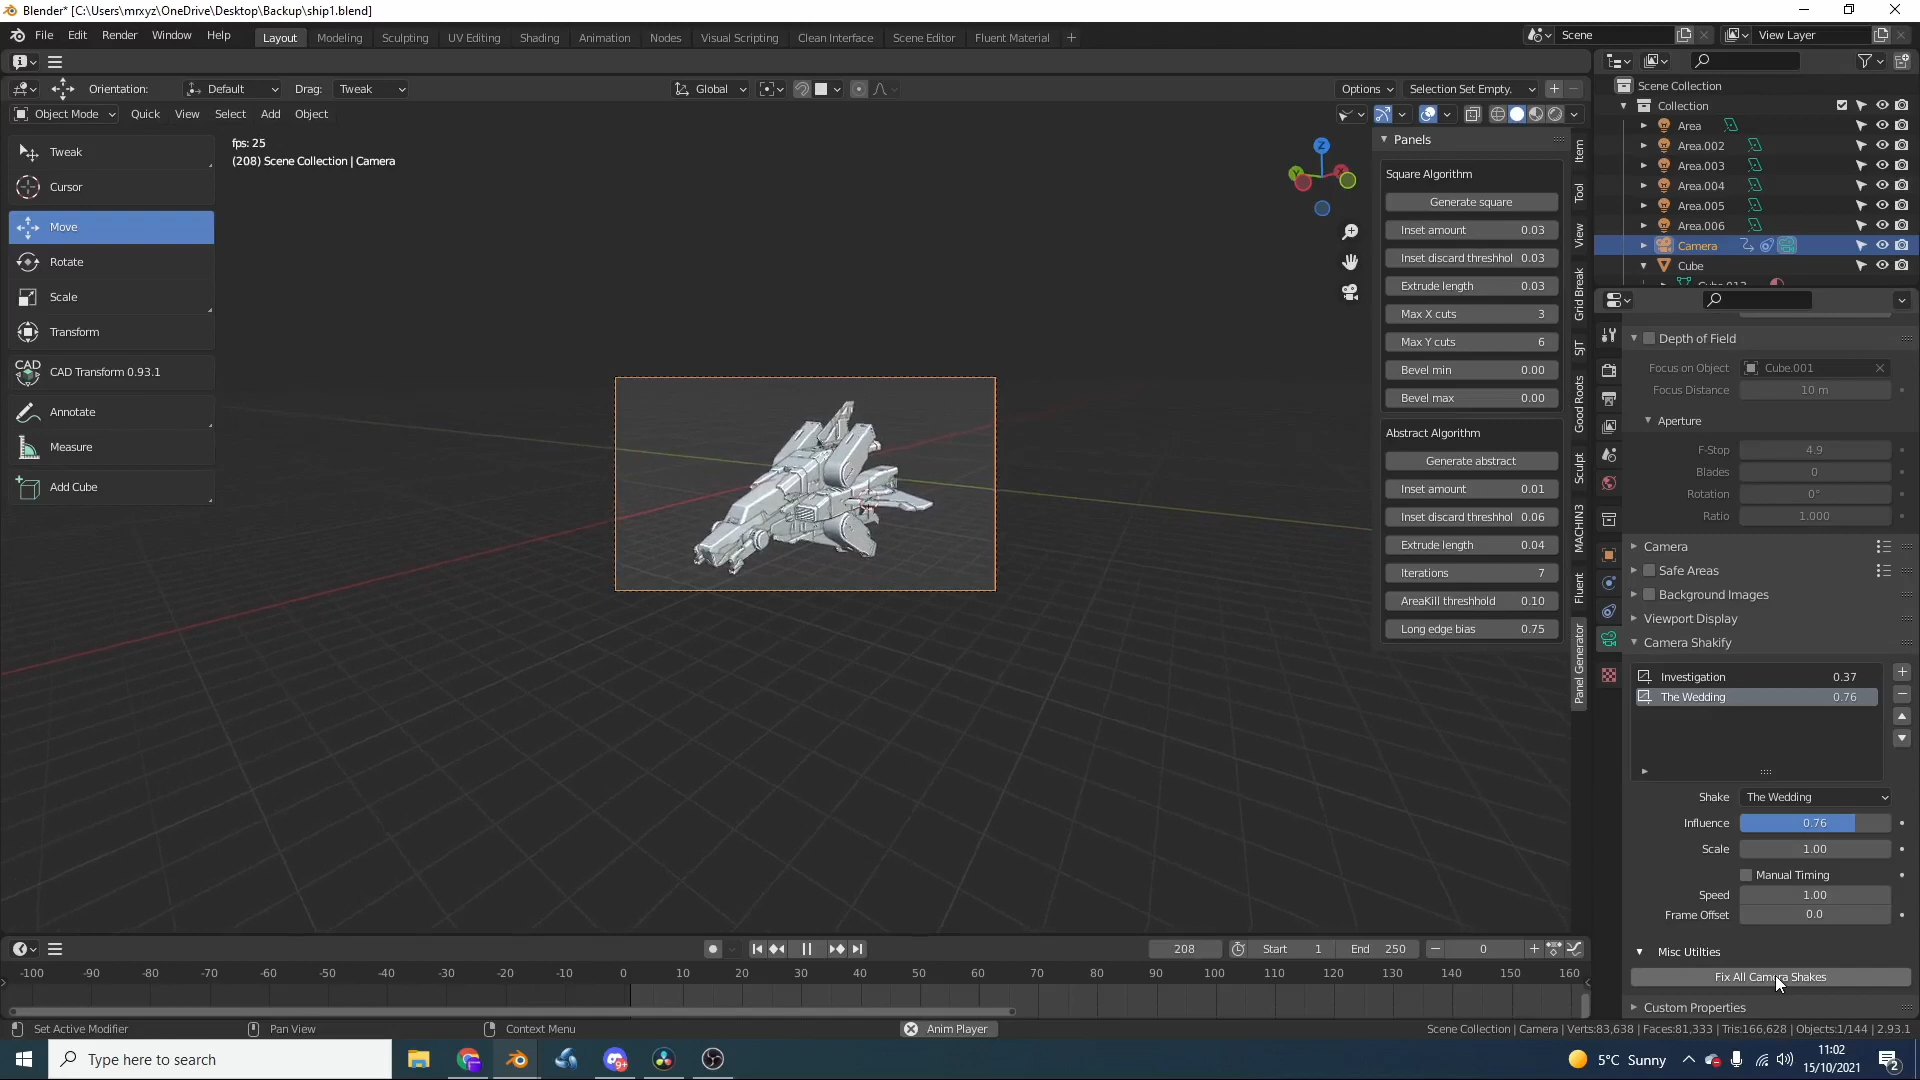 Blender* [C:\Users\mrxyz\OneDrive\Desktop\Backup\ship1.blend]
File Edit Render Window Help
Layout Modeling Sculpting UV Editing Shading Animation Nodes Visual Scripting Clean Interface Scene Editor Fluent Material
Scene
View Layer
Orientation: Default Drag: Tweak
Global
Options
Selection Set Empty.
Object Mode Quick View Select Add Object
fps: 25
(208) Scene Collection | Camera
Tweak
Cursor
Move
Rotate
Scale
Transform
CAD
CAD Transform 0.93.1
Annotate
Measure
Add Cube
Z
Y
X
Panels
Square Algorithm
Generate square
Inset amount 0.03
Inset discard threshhol 0.03
Extrude length 0.03
Max X cuts 3
Max Y cuts 6
Bevel min 0.00
Bevel max 0.00
Abstract Algorithm
Generate abstract
Inset amount 0.01
Inset discard threshhol 0.06
Extrude length 0.04
Iterations 7
AreaKill threshhold 0.10
Long edge bias 0.75
Item
Tool
View
Grid Break
SJT
Good Roots
Sculpt
MACHIN3
Fluent
Panel Generator
Scene Collection
Collection
Area
Area.002
Area.003
Area.004
Area.005
Area.006
Camera
Cube
Depth of Field
Focus on Object Cube.001
Focus Distance 10 m
Aperture
F-Stop 4.9
Blades 0
Rotation 0°
Ratio 1.000
Camera
Safe Areas
Background Images
Viewport Display
Camera Shakify
Investigation 0.37
The Wedding 0.76
Shake The Wedding
Influence 0.76
Scale 1.00
Manual Timing
Speed 1.00
Frame Offset 0.0
Misc Utilties
Fix All Camera Shakes
Custom Properties
208 Start 1 End 250 0
-100 -90 -80 -70 -60 -50 -40 -30 -20 -10 0 10 20 30 40 50 60 70 80 90 100 110 120 130 140 150 160
Set Active Modifier Pan View Context Menu
Anim Player
Scene Collection | Camera | Verts:83,638 | Faces:81,333 | Tris:166,628 | Objects:1/144 | 2.93.1
Type here to search
9+
5°C Sunny
11:02
15/10/2021
2